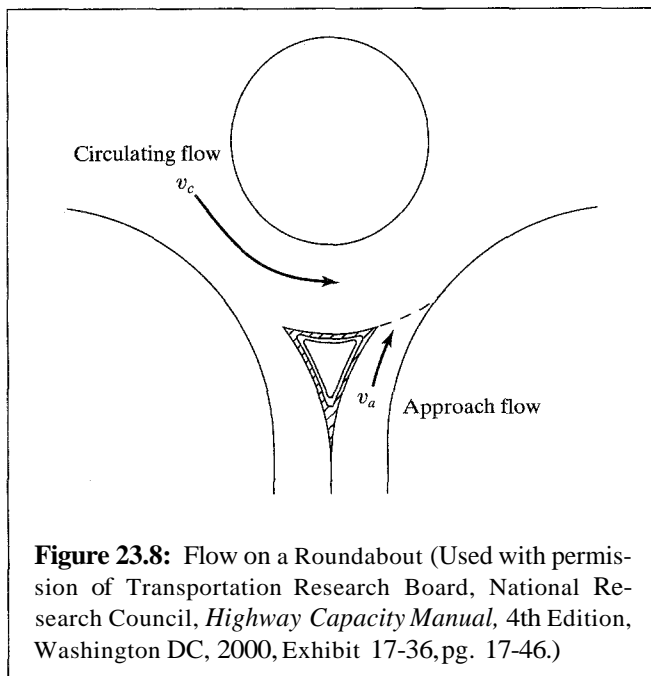 Circulating flow
v_c
v_a
Approach flow
Figure 23.8: Flow on a Roundabout (Used with permis-
sion of Transportation Research Board, National Re-
search Council, Highway Capacity Manual, 4th Edition,
Washington DC, 2000, Exhibit 17-36, pg. 17-46.)